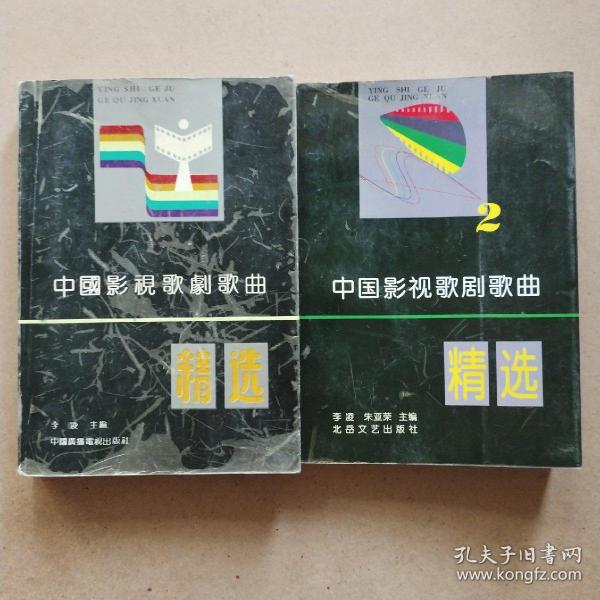 YING SHI GE JU
GE QU JING XUAN
中國影視歌劇歌曲
精选
李凌 主编
中國廣播電視出版社
YING SHI GE JU
GE QU JING XUAN
2
中国影视歌剧歌曲
精选
李凌 朱亚荣 主编
北岳文艺出版社
孔夫子旧书网
www.kongfz.com